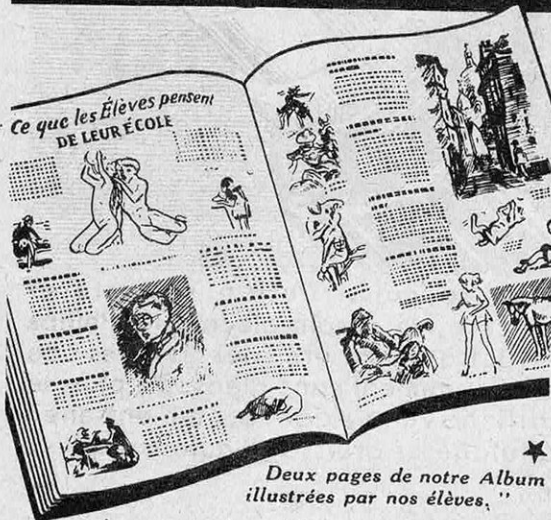 Ce que les Élèves pensent
DE LEUR ÉCOLE
Deux pages de notre Album
illustrées par nos élèves. "